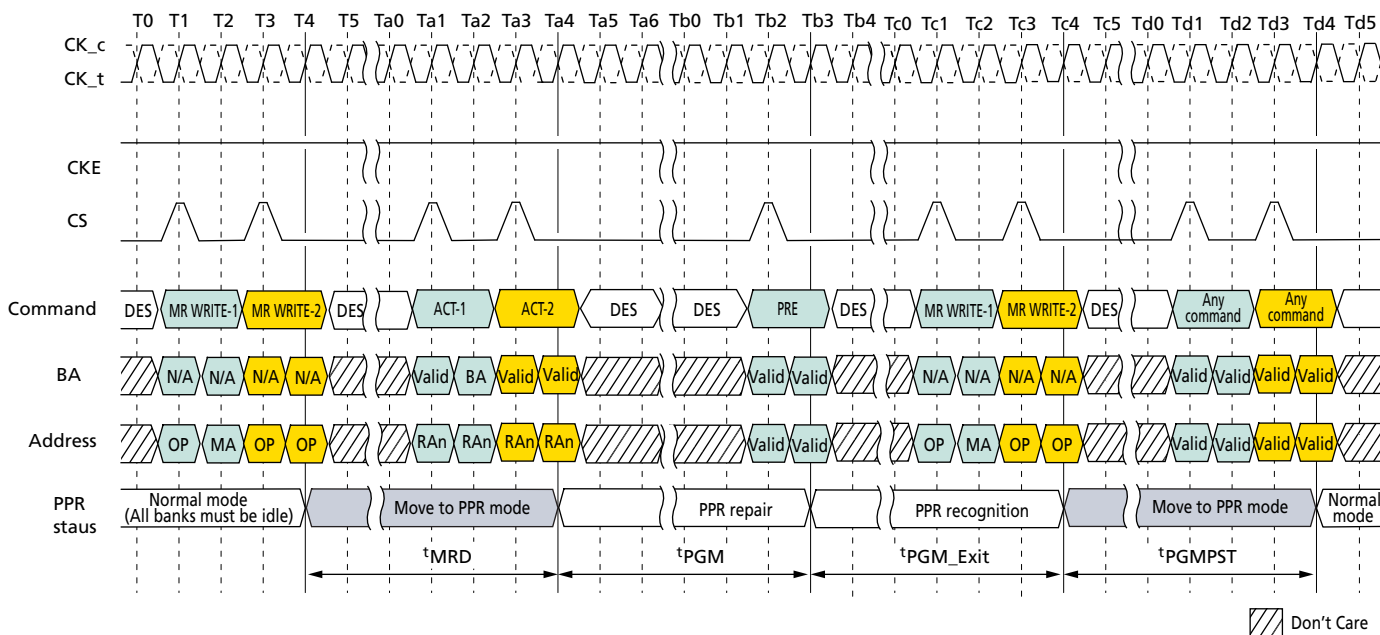 T0 T1 T2 T3 T4 T5 Ta0 Ta1 Ta2 Ta3 Ta4 Ta5 Ta6 Tb0 Tb1 Tb2 Tb3 Tb4 Tc0 Tc1 Tc2 Tc3 Tc4 Tc5 Td0 Td1 Td2 Td3 Td4 Td5
CK_c
CK_t
CKE
CS
Command DES MR WRITE-1 MR WRITE-2 DES ACT-1 ACT-2 DES DES PRE DES MR WRITE-1 MR WRITE-2 DES Any command Any command
BA N/A N/A N/A N/A Valid BA Valid Valid Valid Valid N/A N/A N/A N/A Valid Valid Valid Valid
Address OP MA OP OP RAn RAn RAn RAn Valid Valid OP MA OP OP Valid Valid Valid Valid
PPR staus
Normal mode
(All banks must be idle)
Move to PPR mode
PPR repair
PPR recognition
Move to PPR mode
Normal mode
tMRD tPGM tPGM_Exit tPGMPST
Don't Care